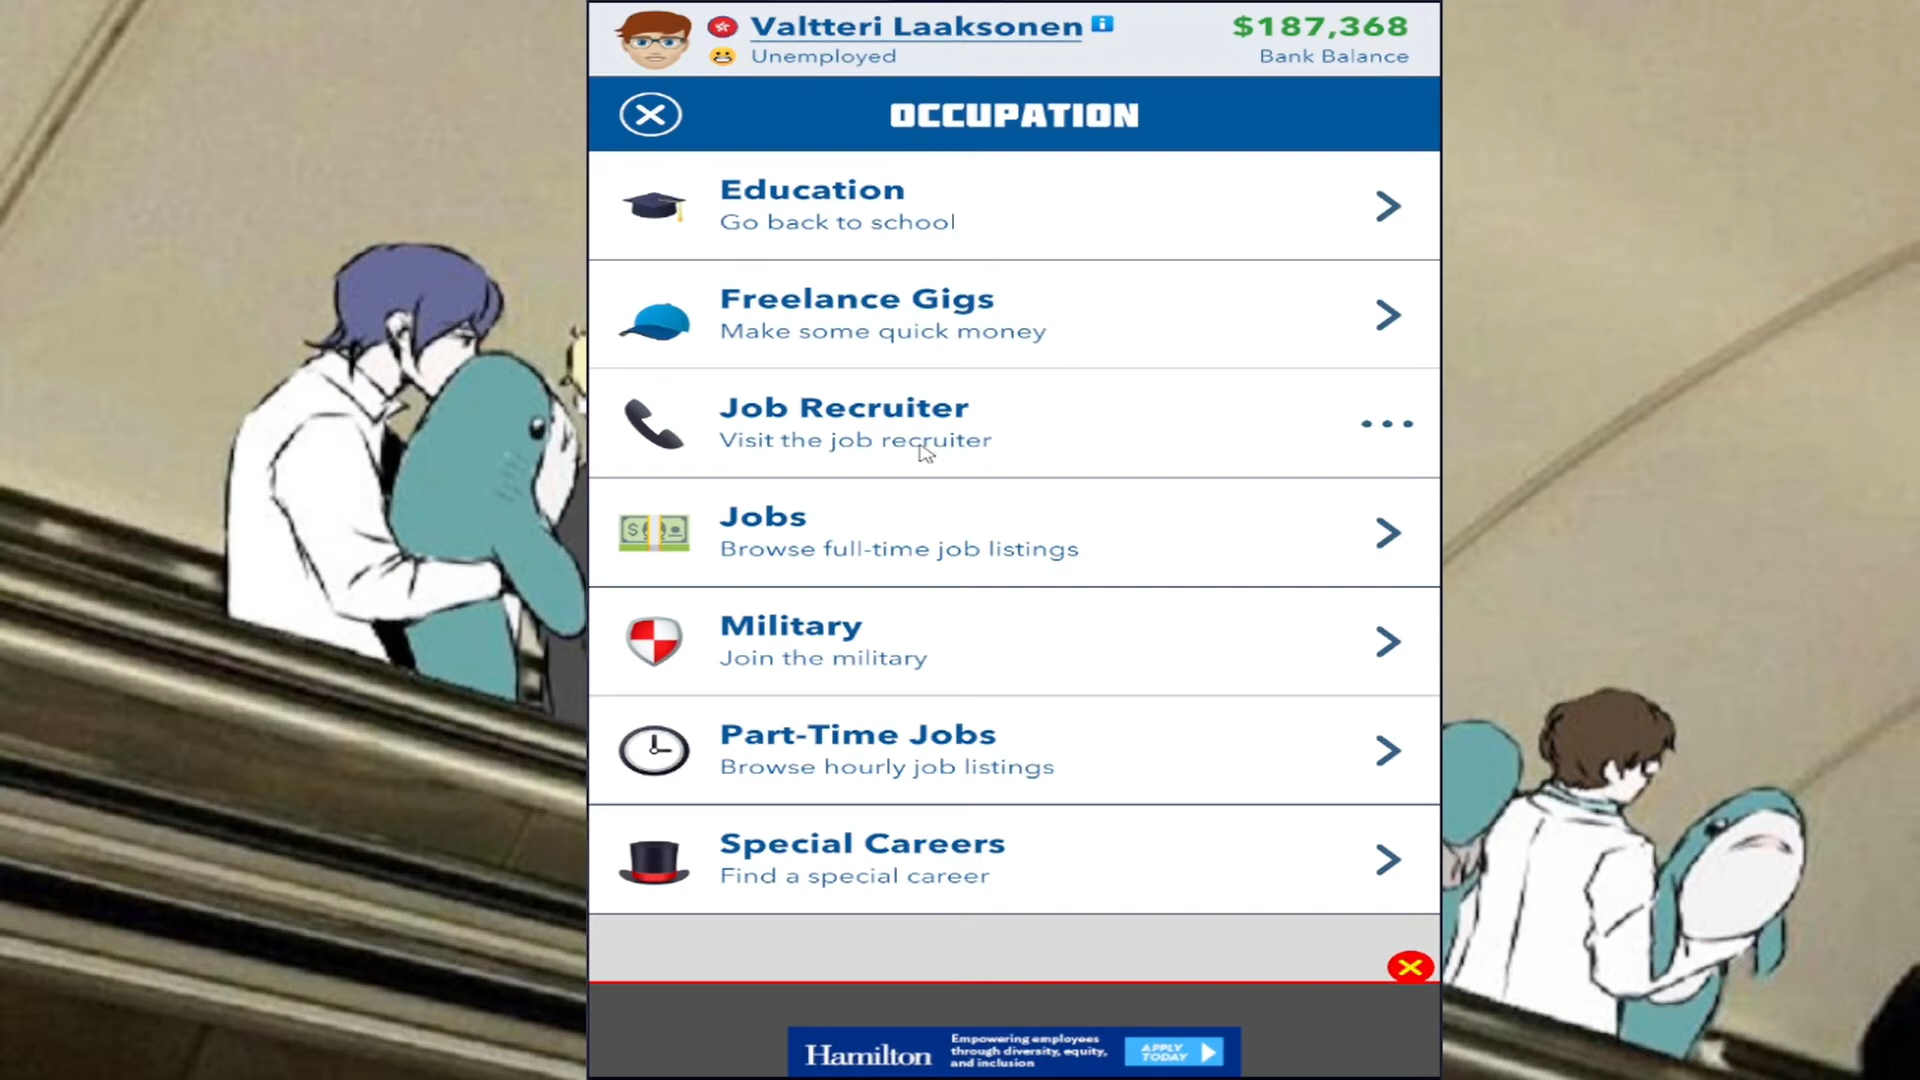 Valtteri Laaksonen
Unemployed
$187,368
Bank Balance
OCCUPATION
Education
Go back to school
Freelance Gigs
Make some quick money
Job Recruiter
Visit the job recruiter
Jobs
Browse full-time job listings
Military
Join the military
Part-Time Jobs
Browse hourly job listings
Special Careers
Find a special career
Hamilton
Empowering employees
through diversity, equity,
and inclusion
APPLY
TODAY